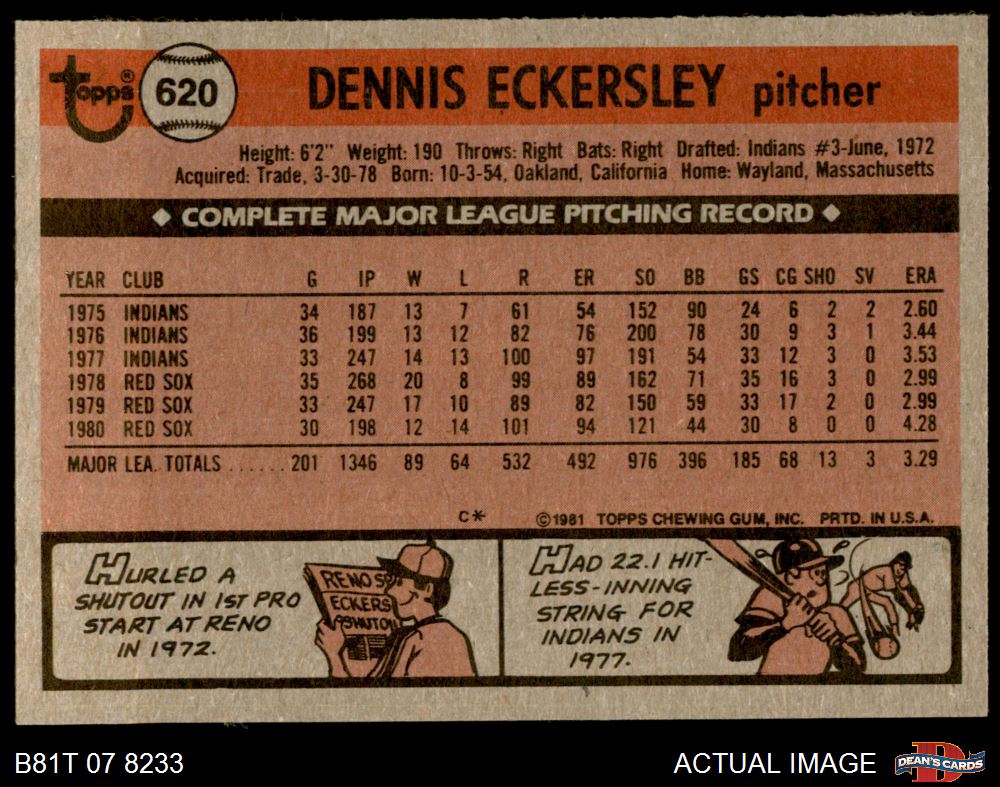 topps® 620 DENNIS ECKERSLEY pitcher
Height: 6'2" Weight: 190 Throws: Right Bats: Right Drafted: Indians #3-June, 1972
Acquired: Trade, 3-30-78 Born: 10-3-54, Oakland, California Home: Wayland, Massachusetts
◆ COMPLETE MAJOR LEAGUE PITCHING RECORD ◆
YEAR CLUB G IP W L R ER SO BB GS CG SHO SV ERA
1975 INDIANS 34 187 13 7 61 54 152 90 24 6 2 2 2.60
1976 INDIANS 36 199 13 12 82 76 200 78 30 9 3 1 3.44
1977 INDIANS 33 247 14 13 100 97 191 54 33 12 3 0 3.53
1978 RED SOX 35 268 20 8 99 89 162 71 35 16 3 0 2.99
1979 RED SOX 33 247 17 10 89 82 150 59 33 17 2 0 2.99
1980 RED SOX 30 198 12 14 101 94 121 44 30 8 0 0 4.28
MAJOR LEA. TOTALS ...... 201 1346 89 64 532 492 976 396 185 68 13 3 3.29
C* ©1981 TOPPS CHEWING GUM, INC. PRTD. IN U.S.A.
HURLED A
SHUTOUT IN 1ST PRO
START AT RENO
IN 1972.
RENO SP
ECKERS
SHUTOU
HAD 22.1 HIT-
LESS-INNING
STRING FOR
INDIANS IN
1977.
B81T 07 8233 ACTUAL IMAGE D DEAN'S CARDS